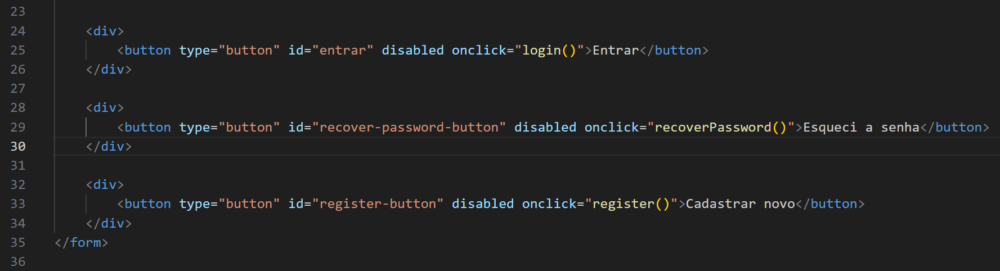 23
24 <div>
25 <button type="button" id="entrar" disabled onclick="login()">Entrar</button>
26 </div>
27
28 <div>
29 <button type="button" id="recover-password-button" disabled onclick="recoverPassword()">Esqueci a senha</button>
30 </div>
31
32 <div>
33 <button type="button" id="register-button" disabled onclick="register()">Cadastrar novo</button>
34 </div>
35 </form>
36